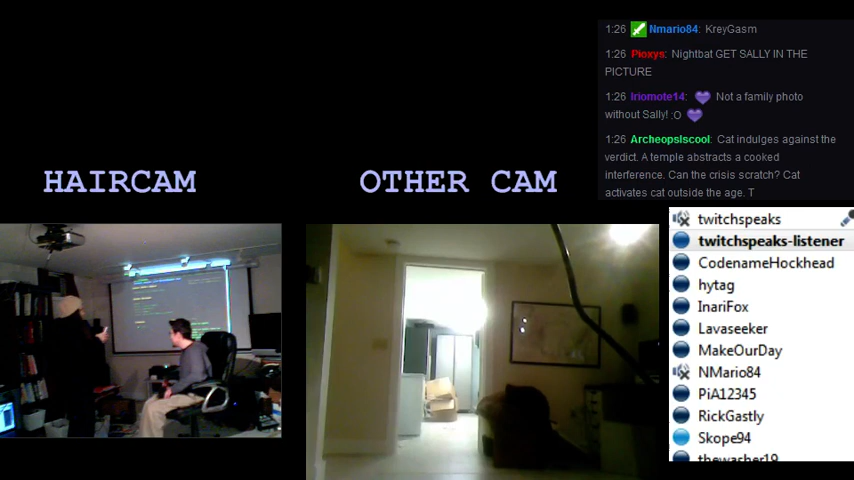 1:26 Nmario84: KreyGasm
1:26 Pioxys: Nightbat GET SALLY IN THE
PICTURE
1:26 iriomote14: Not a family photo
without Sally! :O
1:26 Archeopslscool: Cat indulges against the
verdict. A temple abstracts a cooked
interference. Can the crisis scratch? Cat
activates cat outside the age. T
HAIRCAM
OTHER CAM
twitchspeaks
twitchspeaks-listener
CodenameHockhead
hytag
InariFox
Lavaseeker
MakeOurDay
NMario84
PiA12345
RickGastly
Skope94
thewasher19